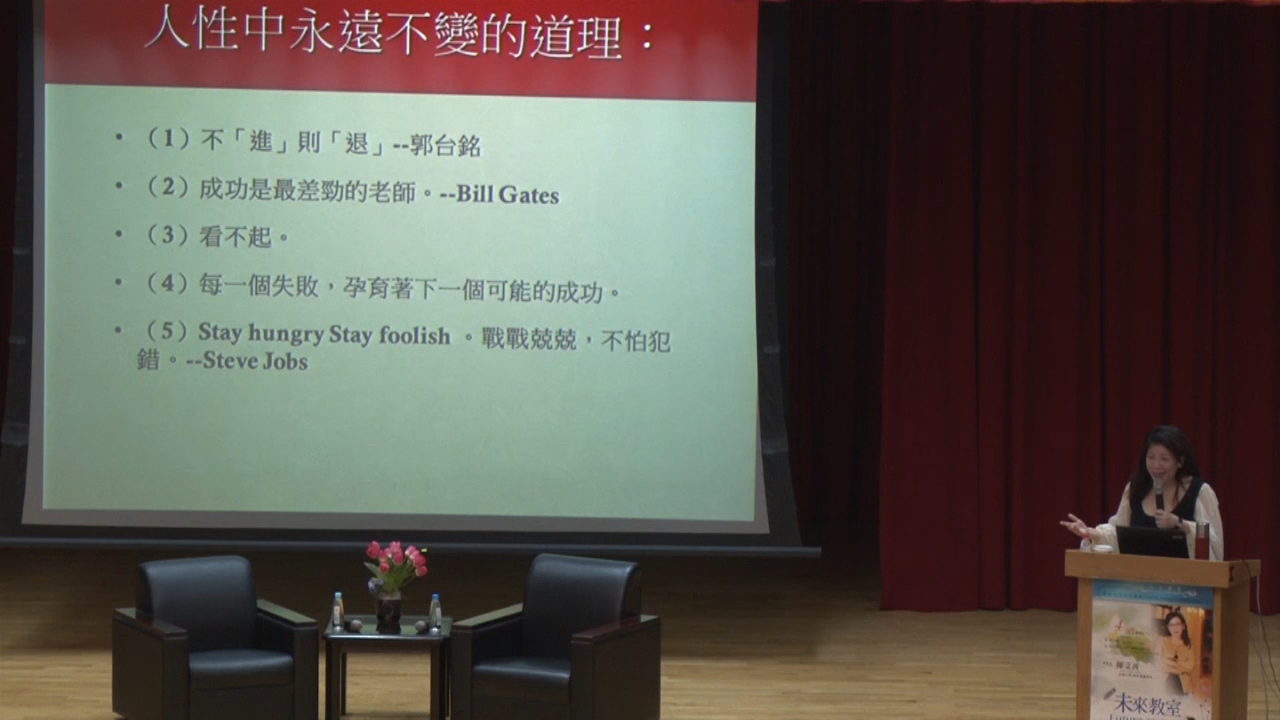 人性中永遠不變的道理：
• （1）不「進」則「退」--郭台銘
• （2）成功是最差勁的老師。--Bill Gates
• （3）看不起。
• （4）每一個失敗，孕育著下一個可能的成功。
• （5）Stay hungry Stay foolish 。戰戰兢兢，不怕犯
錯。--Steve Jobs
未來教室